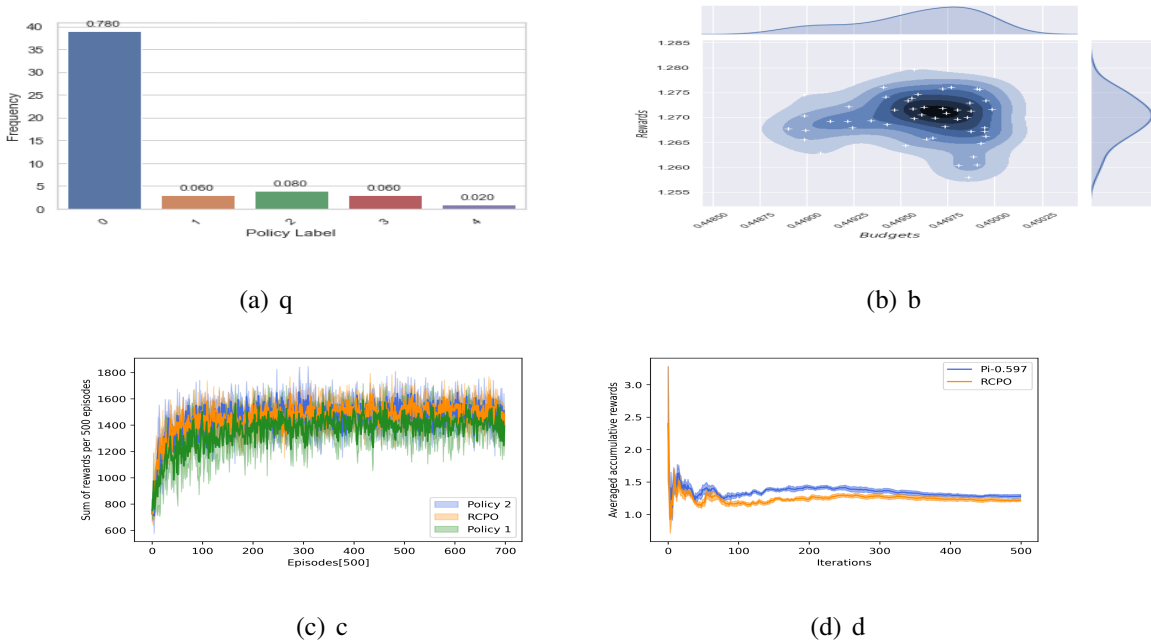 40
35
30
25
20
15
10
5
0
Frequency
0.780
0.060
0.080
0.060
0.020
0
1
2
3
4
Policy Label
(a) q
1.285
1.280
1.275
1.270
1.265
1.260
1.255
Rewards
0.44850
0.44875
0.44900
0.44925
0.44950
0.44975
0.45000
0.45025
Budgets
(b) b
1800
1600
1400
1200
1000
800
600
Sum of rewards per 500 episodes
Policy 2
RCPO
Policy 1
0 100 200 300 400 500 600 700
Episodes[500]
(c) c
3.0
2.5
2.0
1.5
1.0
Averaged accumulative rewards
Pi-0.597
RCPO
0 100 200 300 400 500
Iterations
(d) d